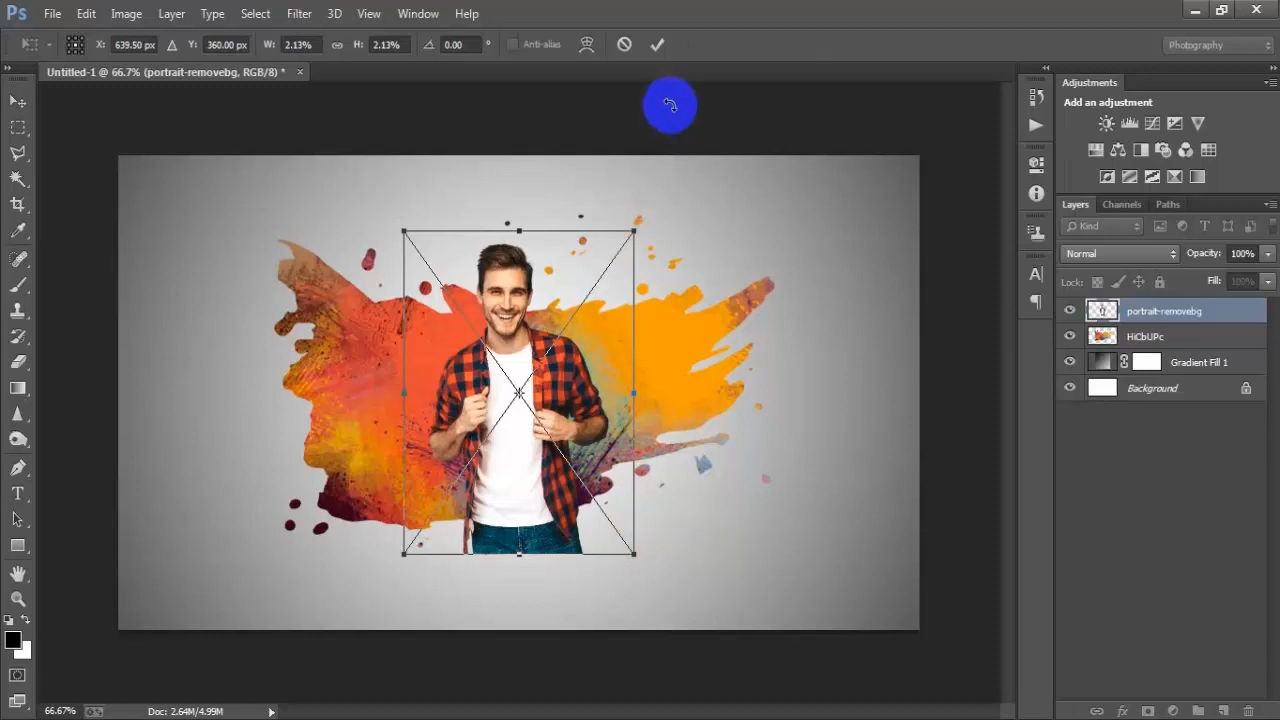 Ps File Edit Image Layer Type Select Filter 3D View Window Help
X: 639.50 px Y: 360.00 px W: 2.13% H: 2.13% 0.00 ° Anti-alias Photography
Untitled-1 @ 66.7% (portrait-removebg, RGB/8) * ×
Adjustments
Add an adjustment
Layers Channels Paths
Kind
Normal Opacity: 100%
Lock: Fill: 100%
portrait-removebg
HiCbUPc
Gradient Fill 1
Background
66.67% Doc: 2.64M/4.99M